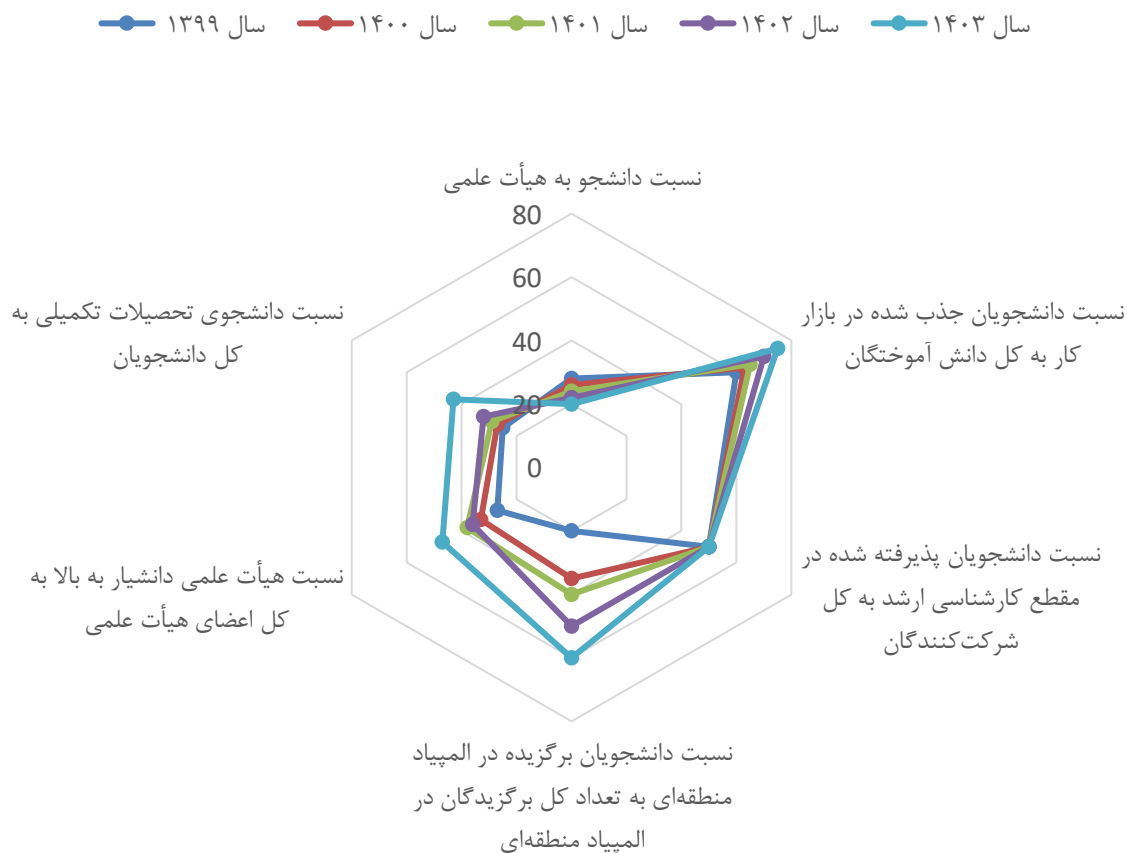 سال ۱۳۹۹ سال ۱۴۰۰ سال ۱۴۰۱ سال ۱۴۰۲ سال ۱۴۰۳
نسبت دانشجو به هیأت علمی
80
60
40
20
0
نسبت دانشجویان جذب شده در بازار
کار به کل دانش آموختگان
نسبت دانشجویان پذیرفته شده در
مقطع کارشناسی ارشد به کل
شرکت‌کنندگان
نسبت دانشجویان برگزیده در المپیاد
منطقه‌ای به تعداد کل برگزیدگان در
المپیاد منطقه‌ای
نسبت هیأت علمی دانشیار به بالا به
کل اعضای هیأت علمی
نسبت دانشجوی تحصیلات تکمیلی به
کل دانشجویان